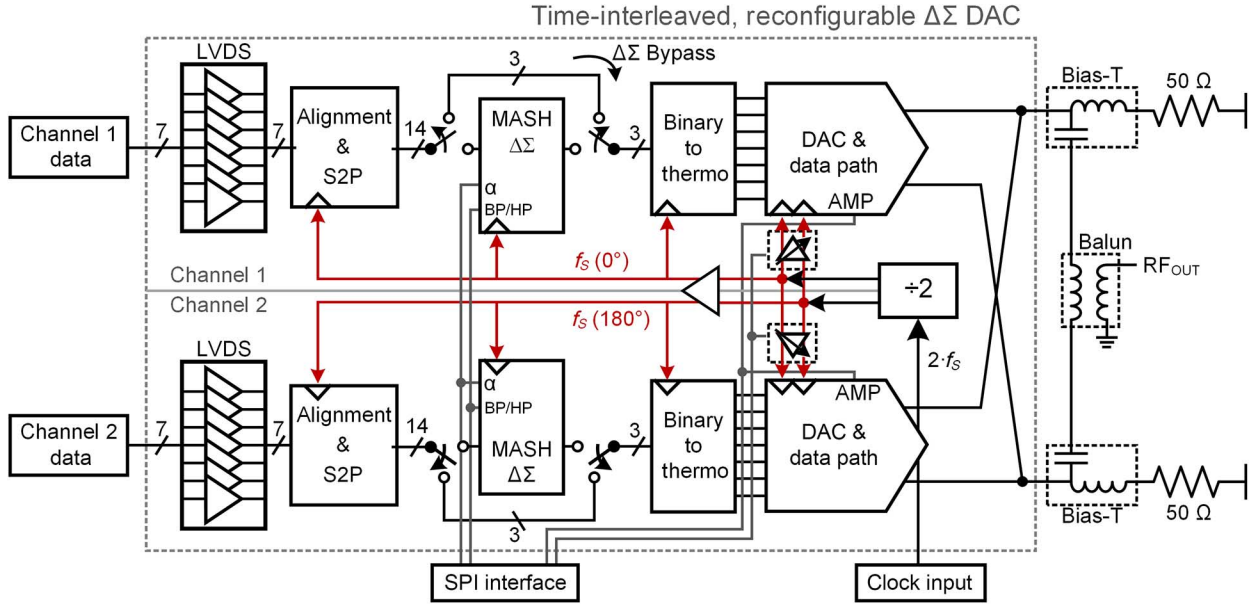 Time-interleaved, reconfigurable ΔΣ DAC
LVDS
3
ΔΣ Bypass
Bias-T
50 Ω
Channel 1
data
7
7
Alignment
&
S2P
14
MASH
ΔΣ
α
BP/HP
3
Binary
to
thermo
DAC &
data path
AMP
Balun
RFOUT
fS (0°)
Channel 1
Channel 2
fS (180°)
÷2
2·fS
LVDS
Channel 2
data
7
7
Alignment
&
S2P
14
α
BP/HP
MASH
ΔΣ
3
3
Binary
to
thermo
AMP
DAC &
data path
Bias-T
50 Ω
SPI interface
Clock input